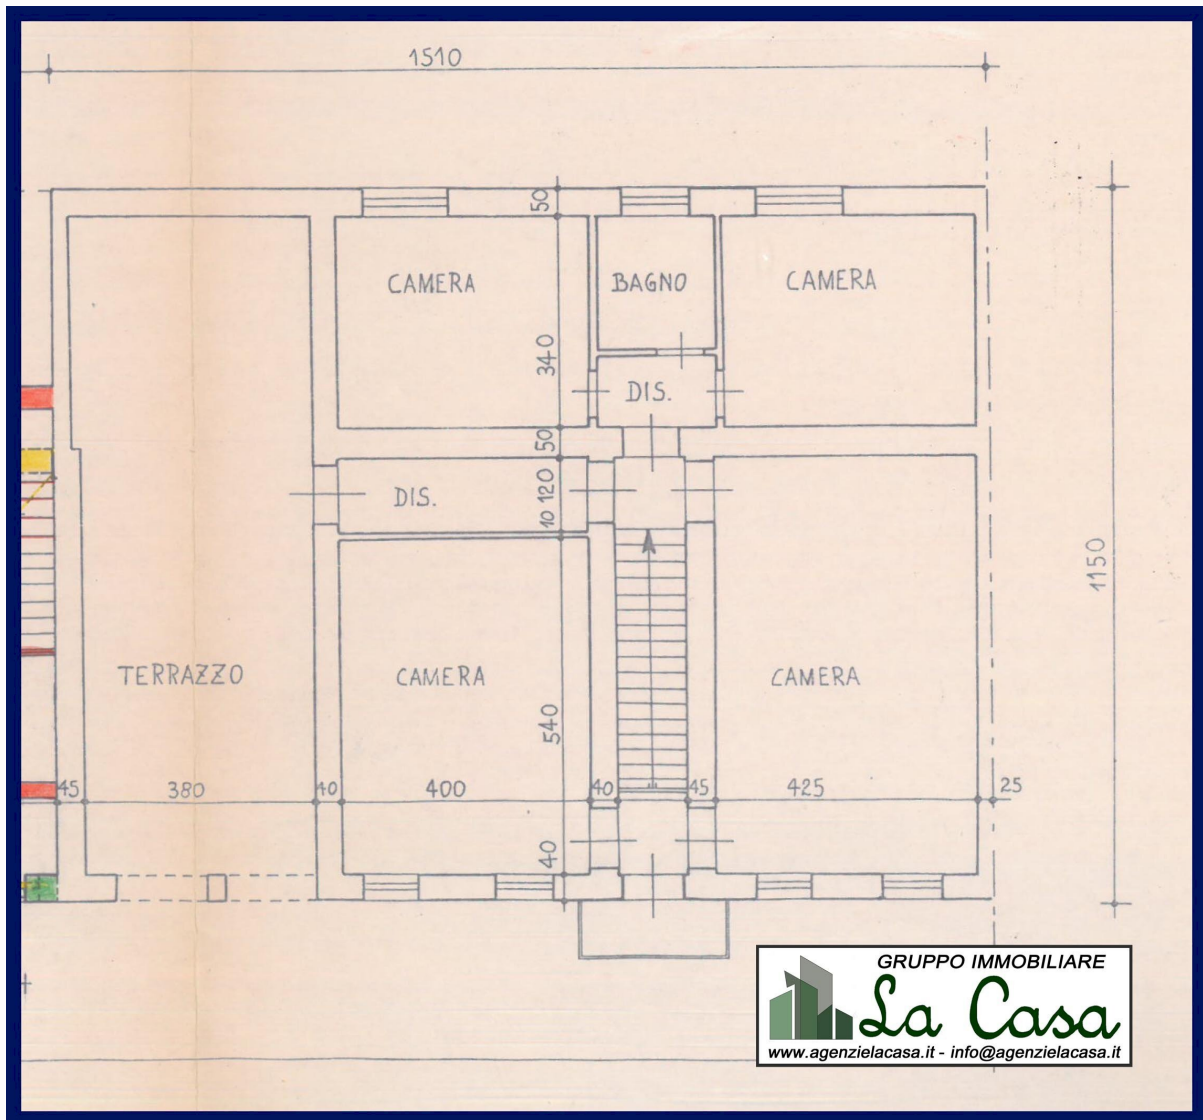 1510
50
CAMERA
BAGNO
CAMERA
340
DIS.
50
120
DIS.
10
1150
TERRAZZO
CAMERA
CAMERA
540
45
380
40
400
40
45
425
25
40
GRUPPO IMMOBILIARE
La Casa
www.agenzielacasa.it - info@agenzielacasa.it